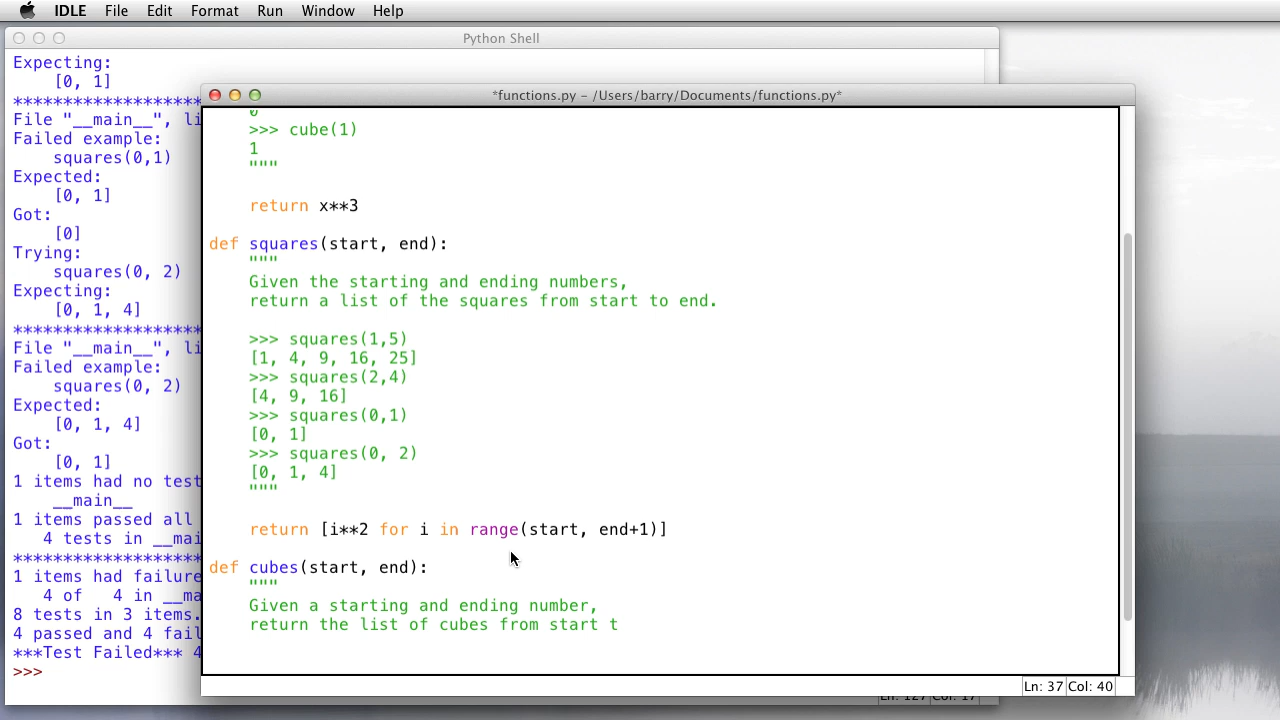 IDLE File Edit Format Run Window Help
Python Shell
Expecting:
[0, 1]
File "__main__", li
Failed example:
squares(0,1)
Expected:
[0, 1]
Got:
[0]
Trying:
squares(0, 2)
Expecting:
[0, 1, 4]
********************
File "__main__", li
Failed example:
squares(0, 2)
Expected:
[0, 1, 4]
Got:
[0, 1]
1 items had no test
__main__
1 items passed all
4 tests in __mai
********************
1 items had failure
4 of   4 in __ma
8 tests in 3 items.
4 passed and 4 fail
***Test Failed*** 4
>>>
*functions.py - /Users/barry/Documents/functions.py*
0
>>> cube(1)
1
"""
return x**3
def squares(start, end):
"""
Given the starting and ending numbers,
return a list of the squares from start to end.
>>> squares(1,5)
[1, 4, 9, 16, 25]
>>> squares(2,4)
[4, 9, 16]
>>> squares(0,1)
[0, 1]
>>> squares(0, 2)
[0, 1, 4]
"""
return [i**2 for i in range(start, end+1)]
def cubes(start, end):
"""
Given a starting and ending number,
return the list of cubes from start t
Ln: 37 Col: 40
Ln: 127 Col: 17